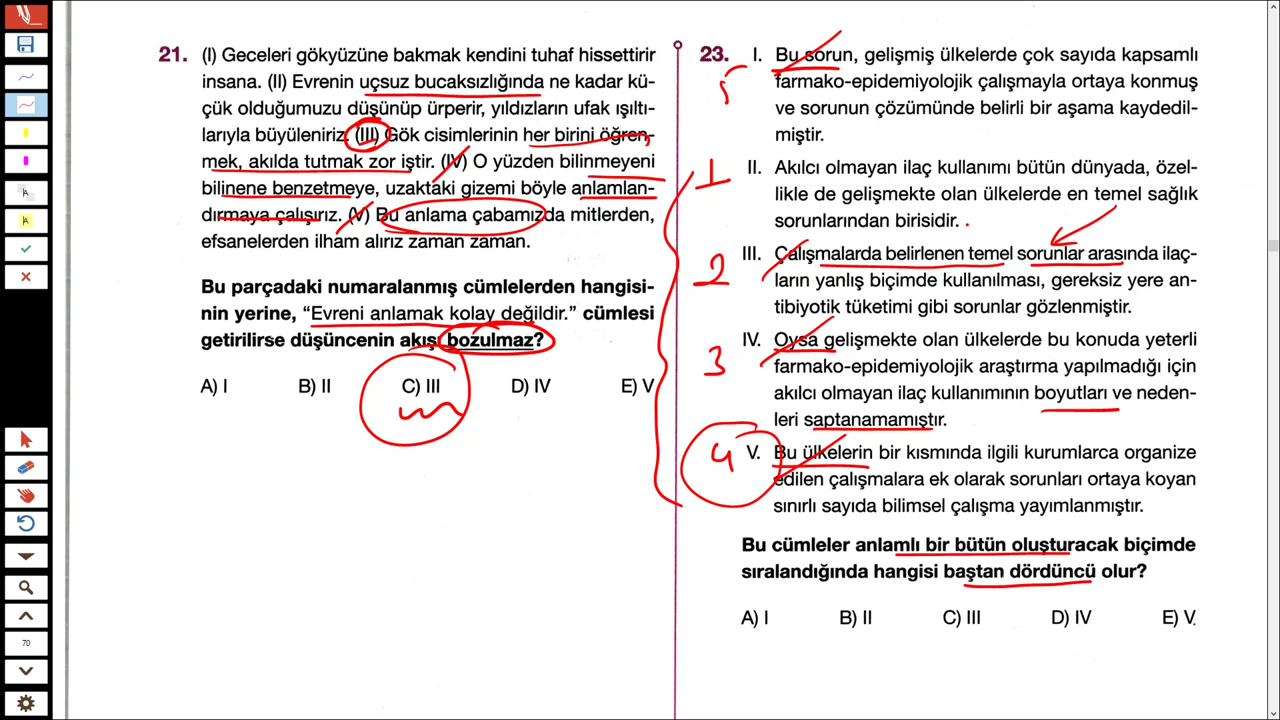 21. (I) Geceleri gökyüzüne bakmak kendini tuhaf hissettirir
insana. (II) Evrenin uçsuz bucaksızlığında ne kadar kü-
çük olduğumuzu düşünüp ürperir, yıldızların ufak ışıltı-
larıyla büyüleniriz. (III) Gök cisimlerinin her birini öğren-
mek, akılda tutmak zor iştir. (IV) O yüzden bilinmeyeni
bilinene benzetmeye, uzaktaki gizemi böyle anlamlan-
dırmaya çalışırız. (V) Bu anlama çabamızda mitlerden,
efsanelerden ilham alırız zaman zaman.
Bu parçadaki numaralanmış cümlelerden hangisi-
nin yerine, “Evreni anlamak kolay değildir.” cümlesi
getirilirse düşüncenin akışı bozulmaz?
A) I B) II C) III D) IV E) V
23. I. Bu sorun, gelişmiş ülkelerde çok sayıda kapsamlı
farmako-epidemiyolojik çalışmayla ortaya konmuş
ve sorunun çözümünde belirli bir aşama kaydedil-
miştir.
1 II. Akılcı olmayan ilaç kullanımı bütün dünyada, özel-
likle de gelişmekte olan ülkelerde en temel sağlık
sorunlarından birisidir.
2 III. Çalışmalarda belirlenen temel sorunlar arasında ilaç-
ların yanlış biçimde kullanılması, gereksiz yere an-
tibiyotik tüketimi gibi sorunlar gözlenmiştir.
3 IV. Oysa gelişmekte olan ülkelerde bu konuda yeterli
farmako-epidemiyolojik araştırma yapılmadığı için
akılcı olmayan ilaç kullanımının boyutları ve neden-
leri saptanamamıştır.
4 V. Bu ülkelerin bir kısmında ilgili kurumlarca organize
edilen çalışmalara ek olarak sorunları ortaya koyan
sınırlı sayıda bilimsel çalışma yayımlanmıştır.
Bu cümleler anlamlı bir bütün oluşturacak biçimde
sıralandığında hangisi baştan dördüncü olur?
A) I B) II C) III D) IV E) V
70